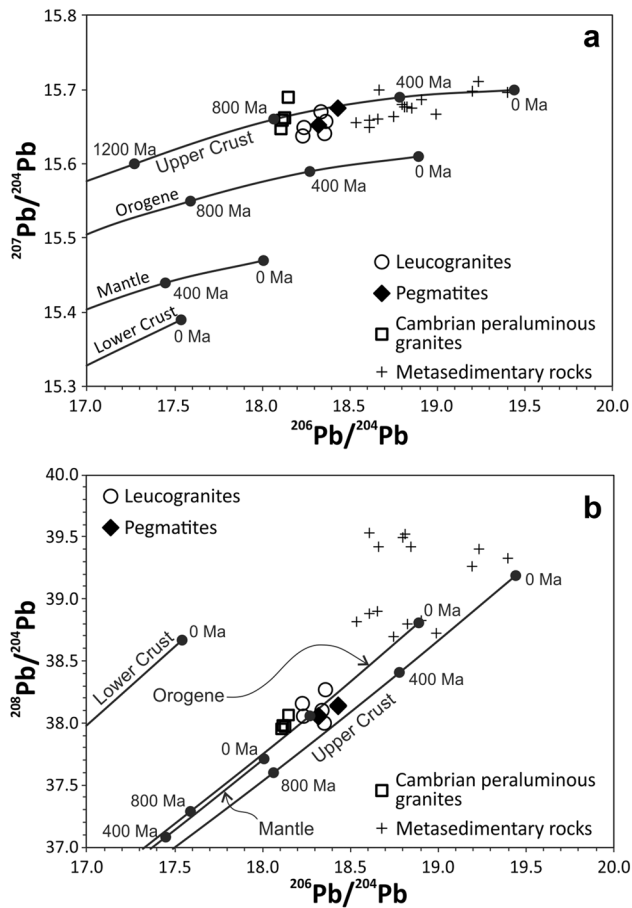 15.8
a
15.7
400 Ma
800 Ma
0 Ma
1200 Ma
Upper Crust
15.6
Orogene
0 Ma
400 Ma
800 Ma
207Pb/204Pb
15.5
Mantle
0 Ma
400 Ma
Leucogranites
Pegmatites
15.4
Lower Crust
0 Ma
Cambrian peraluminous
granites
Metasedimentary rocks
15.3
17.0 17.5 18.0 18.5 19.0 19.5 20.0
206Pb/204Pb
40.0
b
Leucogranites
Pegmatites
39.5
39.0
0 Ma
0 Ma
38.5
0 Ma
Lower Crust
Orogene
400 Ma
208Pb/204Pb
38.0
Upper Crust
0 Ma
800 Ma
37.5
800 Ma
Cambrian peraluminous
granites
400 Ma
Mantle
Metasedimentary rocks
37.0
17.0 17.5 18.0 18.5 19.0 19.5 20.0
206Pb/204Pb